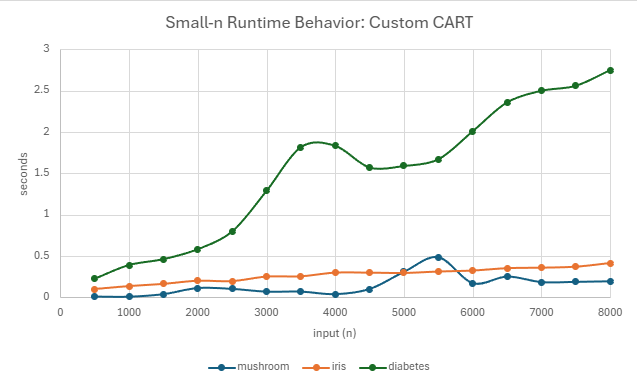 Small-n Runtime Behavior: Custom CART
3
2.5
2
1.5
1
0.5
0
seconds
0 1000 2000 3000 4000 5000 6000 7000 8000
input (n)
mushroom iris diabetes